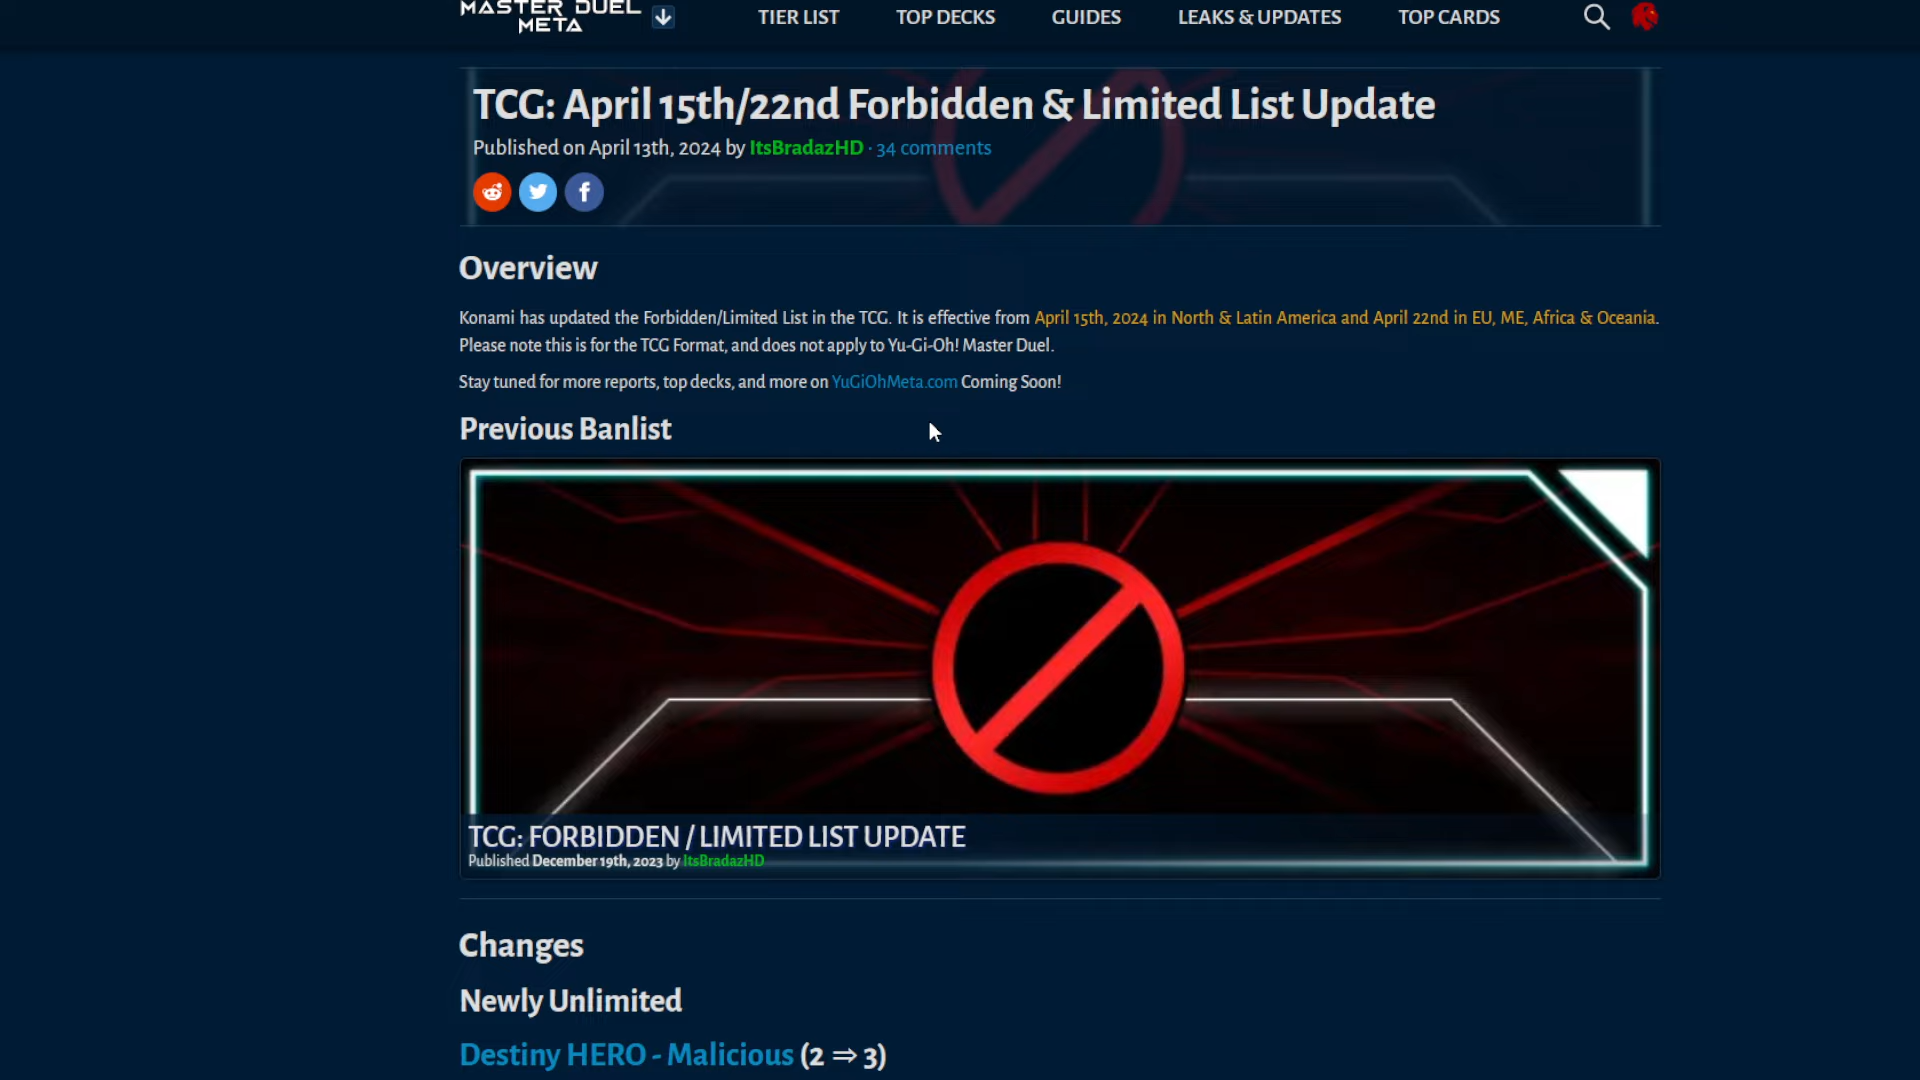 MASTER DUEL
META
TIER LIST
TOP DECKS
GUIDES
LEAKS & UPDATES
TOP CARDS
TCG: April 15th/22nd Forbidden & Limited List Update
Published on April 13th, 2024 by ItsBradazHD · 34 comments
Overview
Konami has updated the Forbidden/Limited List in the TCG. It is effective from April 15th, 2024 in North & Latin America and April 22nd in EU, ME, Africa & Oceania.
Please note this is for the TCG Format, and does not apply to Yu-Gi-Oh! Master Duel.
Stay tuned for more reports, top decks, and more on YuGiOhMeta.com Coming Soon!
Previous Banlist
TCG: FORBIDDEN / LIMITED LIST UPDATE
Published December 19th, 2023 by ItsBradazHD
Changes
Newly Unlimited
Destiny HERO - Malicious (2 ⇒ 3)